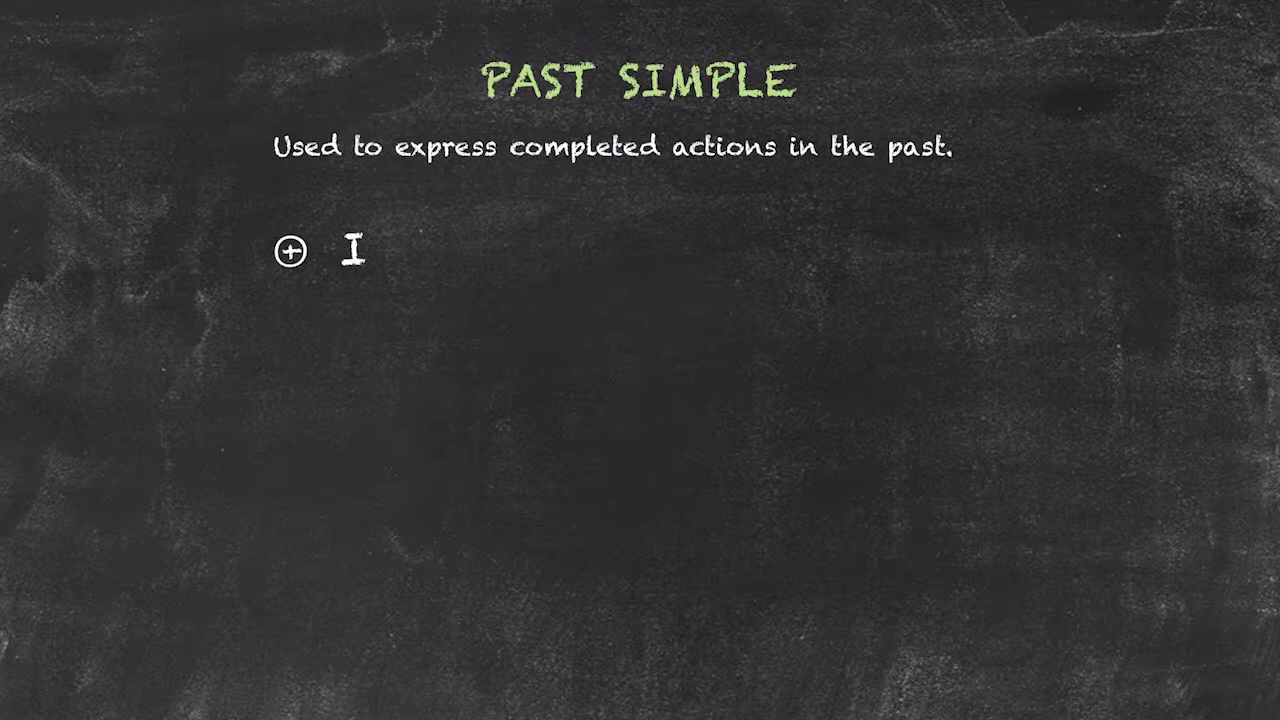 PAST SIMPLE
Used to express completed actions in the past.
⊕ I